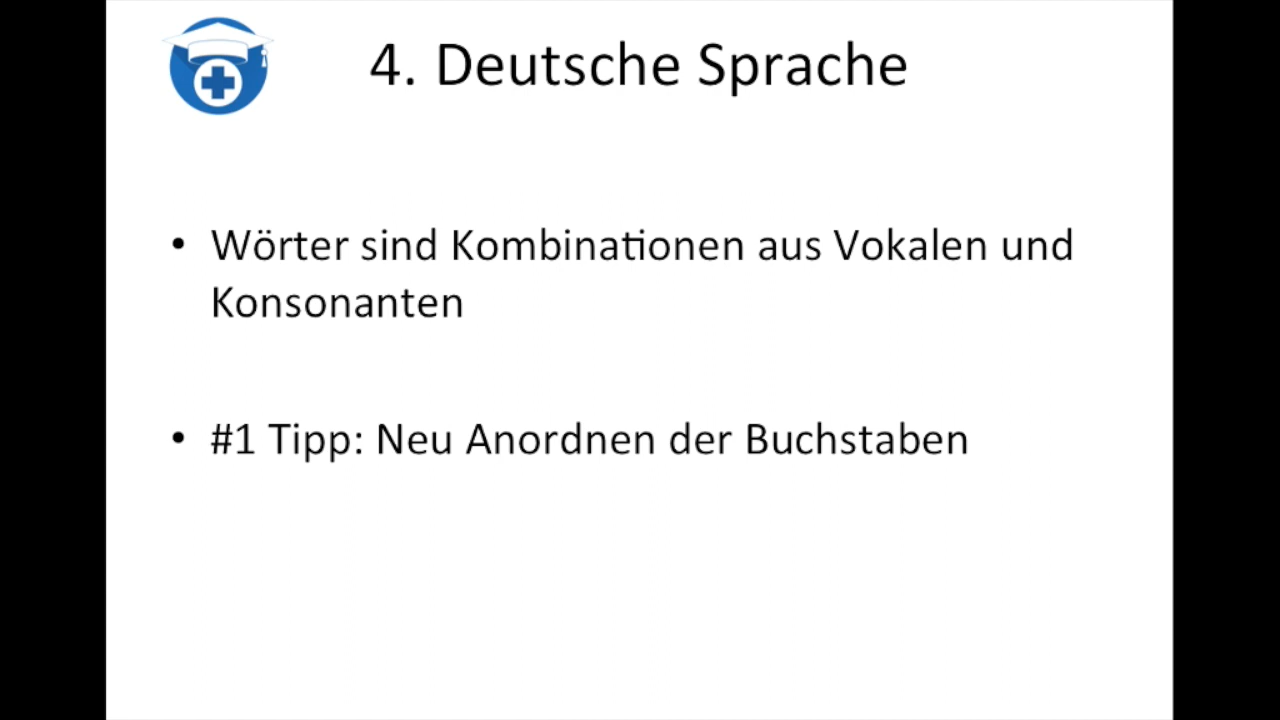 4. Deutsche Sprache
• Wörter sind Kombinationen aus Vokalen und
Konsonanten
• #1 Tipp: Neu Anordnen der Buchstaben